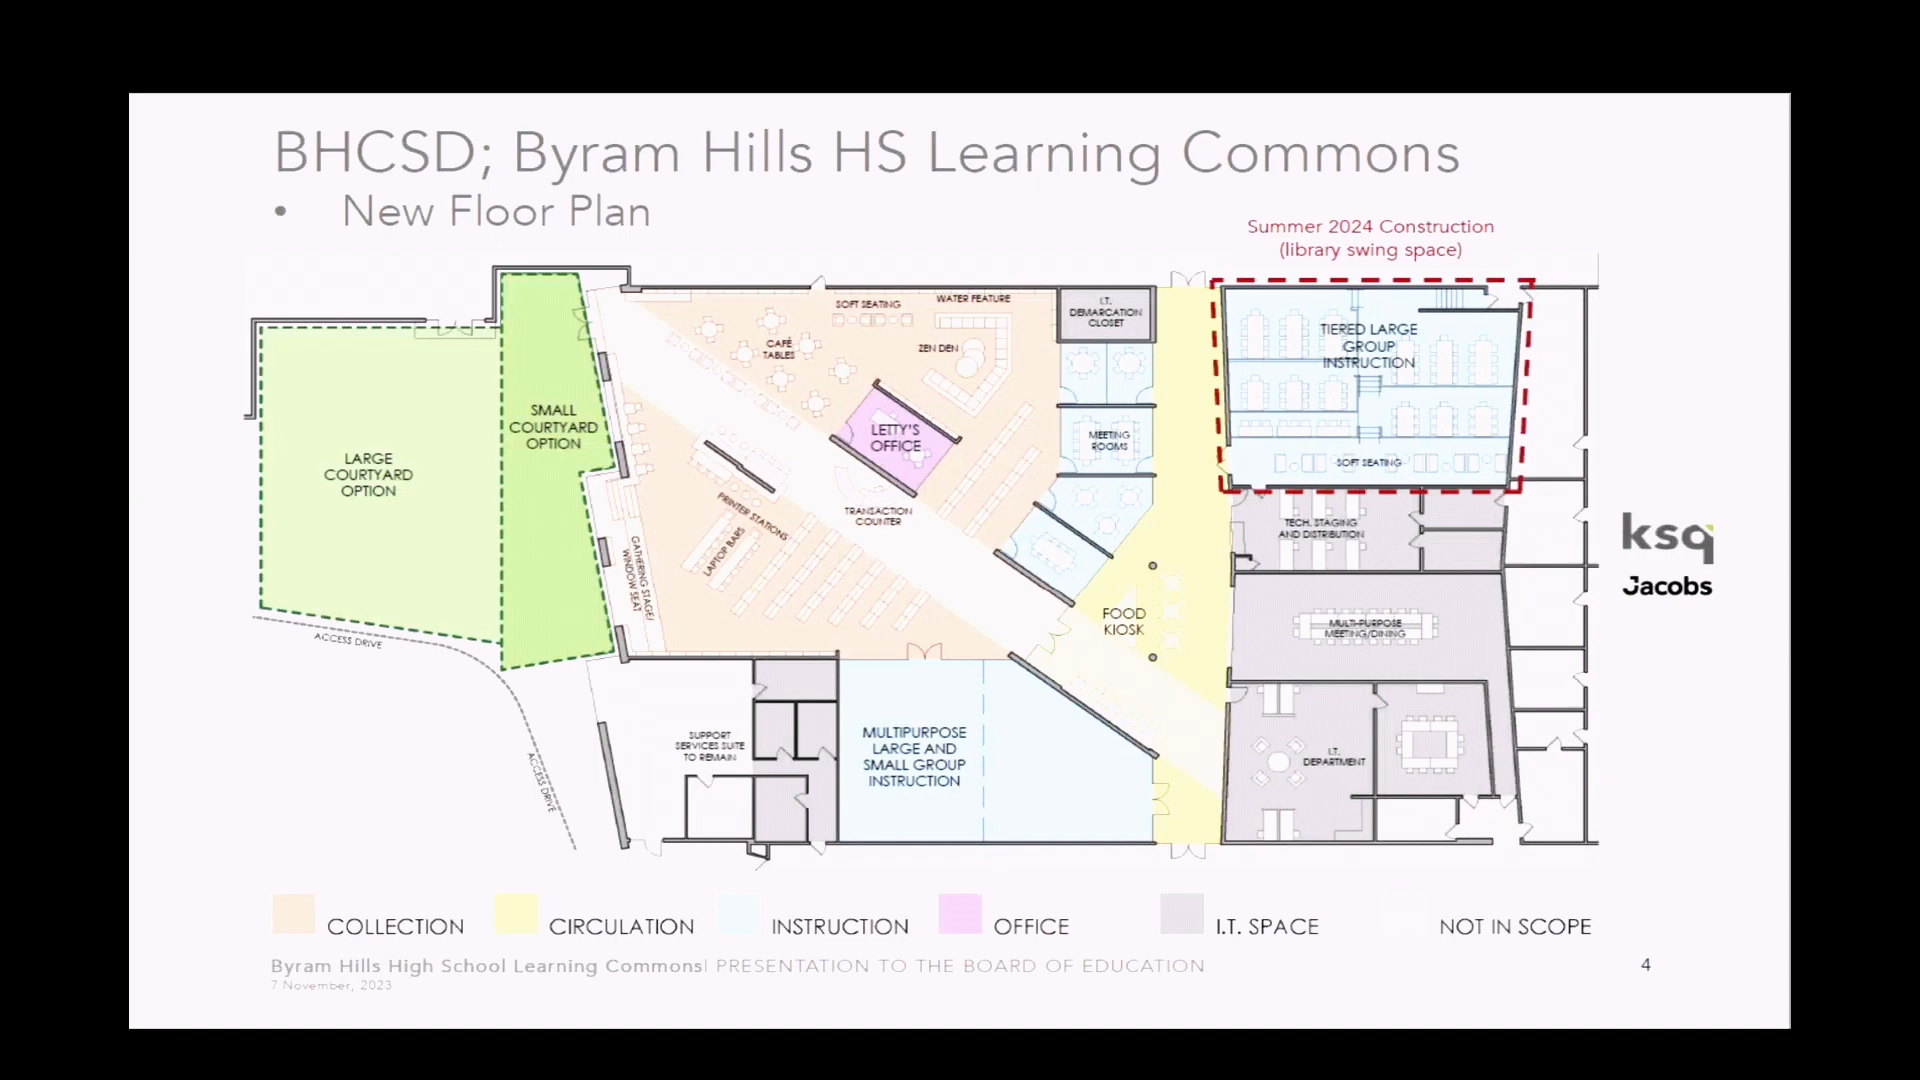 BHCSD; Byram Hills HS Learning Commons
• New Floor Plan
Summer 2024 Construction
(library swing space)
SOFT SEATING
WATER FEATURE
I.T.
DEMARCATION
CLOSET
CAFÉ
TABLES
ZEN DEN
TIERED LARGE
GROUP
INSTRUCTION
SMALL
COURTYARD
OPTION
LETTY'S
OFFICE
MEETING
ROOMS
LARGE
COURTYARD
OPTION
SOFT SEATING
PRINTER STATIONS
TRANSACTION
COUNTER
TECH. STAGING
AND DISTRIBUTION
LAPTOP BARS
GATHERING STAGE/
WINDOW SEAT
ksq
Jacobs
FOOD
KIOSK
MULTI-PURPOSE
MEETING/DINING
ACCESS DRIVE
ACCESS DRIVE
SUPPORT
SERVICES SUITE
TO REMAIN
MULTIPURPOSE
LARGE AND
SMALL GROUP
INSTRUCTION
I.T.
DEPARTMENT
COLLECTION
CIRCULATION
INSTRUCTION
OFFICE
I.T. SPACE
NOT IN SCOPE
Byram Hills High School Learning Commons| PRESENTATION TO THE BOARD OF EDUCATION
7 November, 2023
4